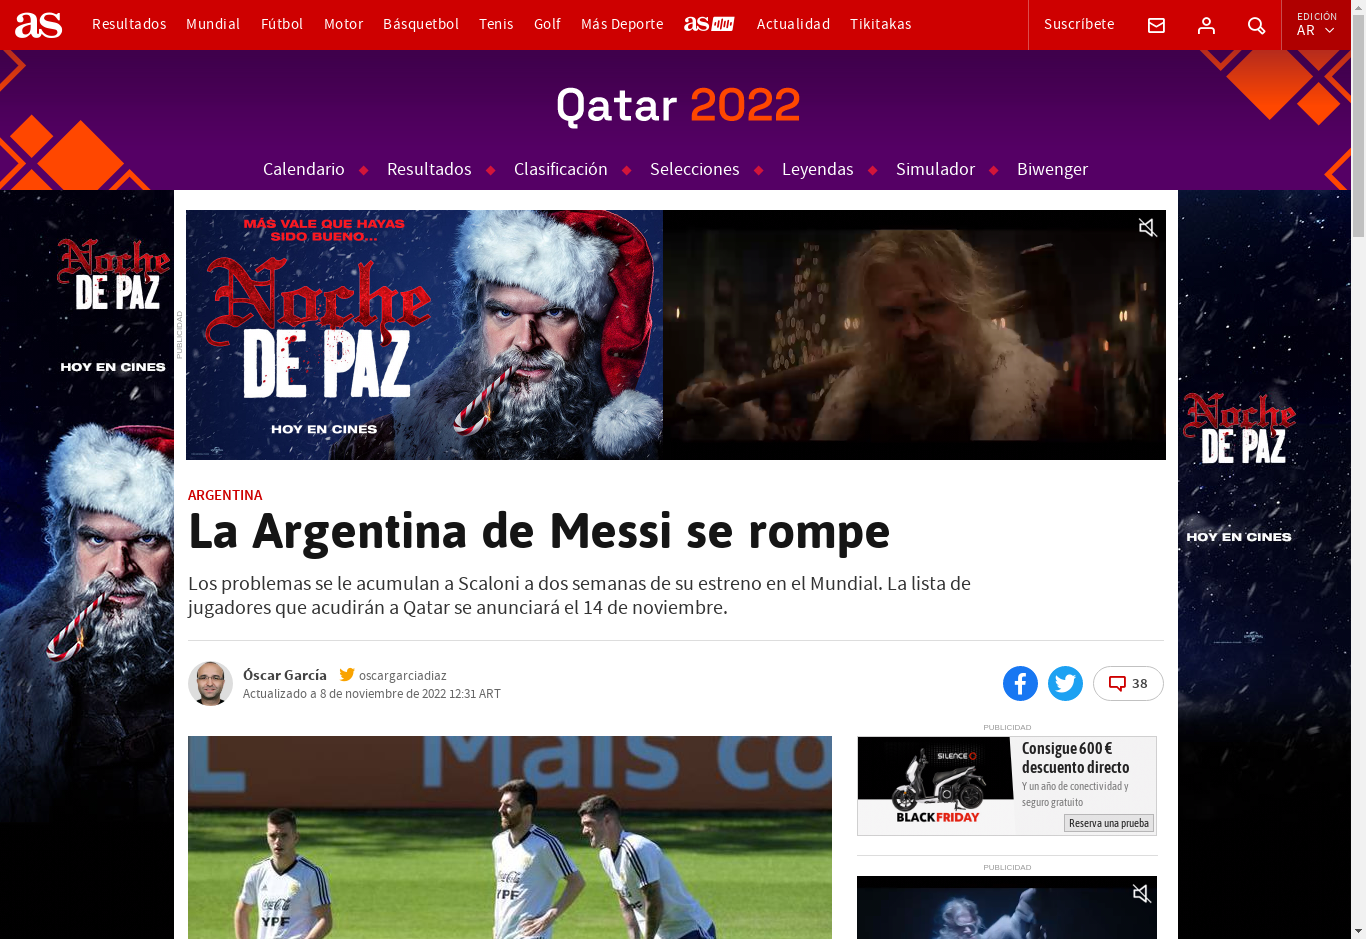 as
Resultados
Mundial
Fútbol
Motor
Básquetbol
Tenis
Golf
Más Deporte
as
Actualidad
Tikitakas
Suscríbete
EDICIÓN
AR
Qatar 2022
Calendario
Resultados
Clasificación
Selecciones
Leyendas
Simulador
Biwenger
Noche
DE PAZ
HOY EN CINES
PUBLICIDAD
MÁS VALE QUE HAYAS
SIDO BUENO...
Noche
DE PAZ
HOY EN CINES
Noche
DE PAZ
HOY EN CINES
ARGENTINA
La Argentina de Messi se rompe
Los problemas se le acumulan a Scaloni a dos semanas de su estreno en el Mundial. La lista de
jugadores que acudirán a Qatar se anunciará el 14 de noviembre.
Óscar García
oscargarciadiaz
Actualizado a 8 de noviembre de 2022 12:31 ART
38
L
Mais co
YPF
YPF
YPF
PUBLICIDAD
SILENCE
BLACKFRIDAY
Consigue 600 €
descuento directo
Y un año de conectividad y
seguro gratuito
Reserva una prueba
PUBLICIDAD